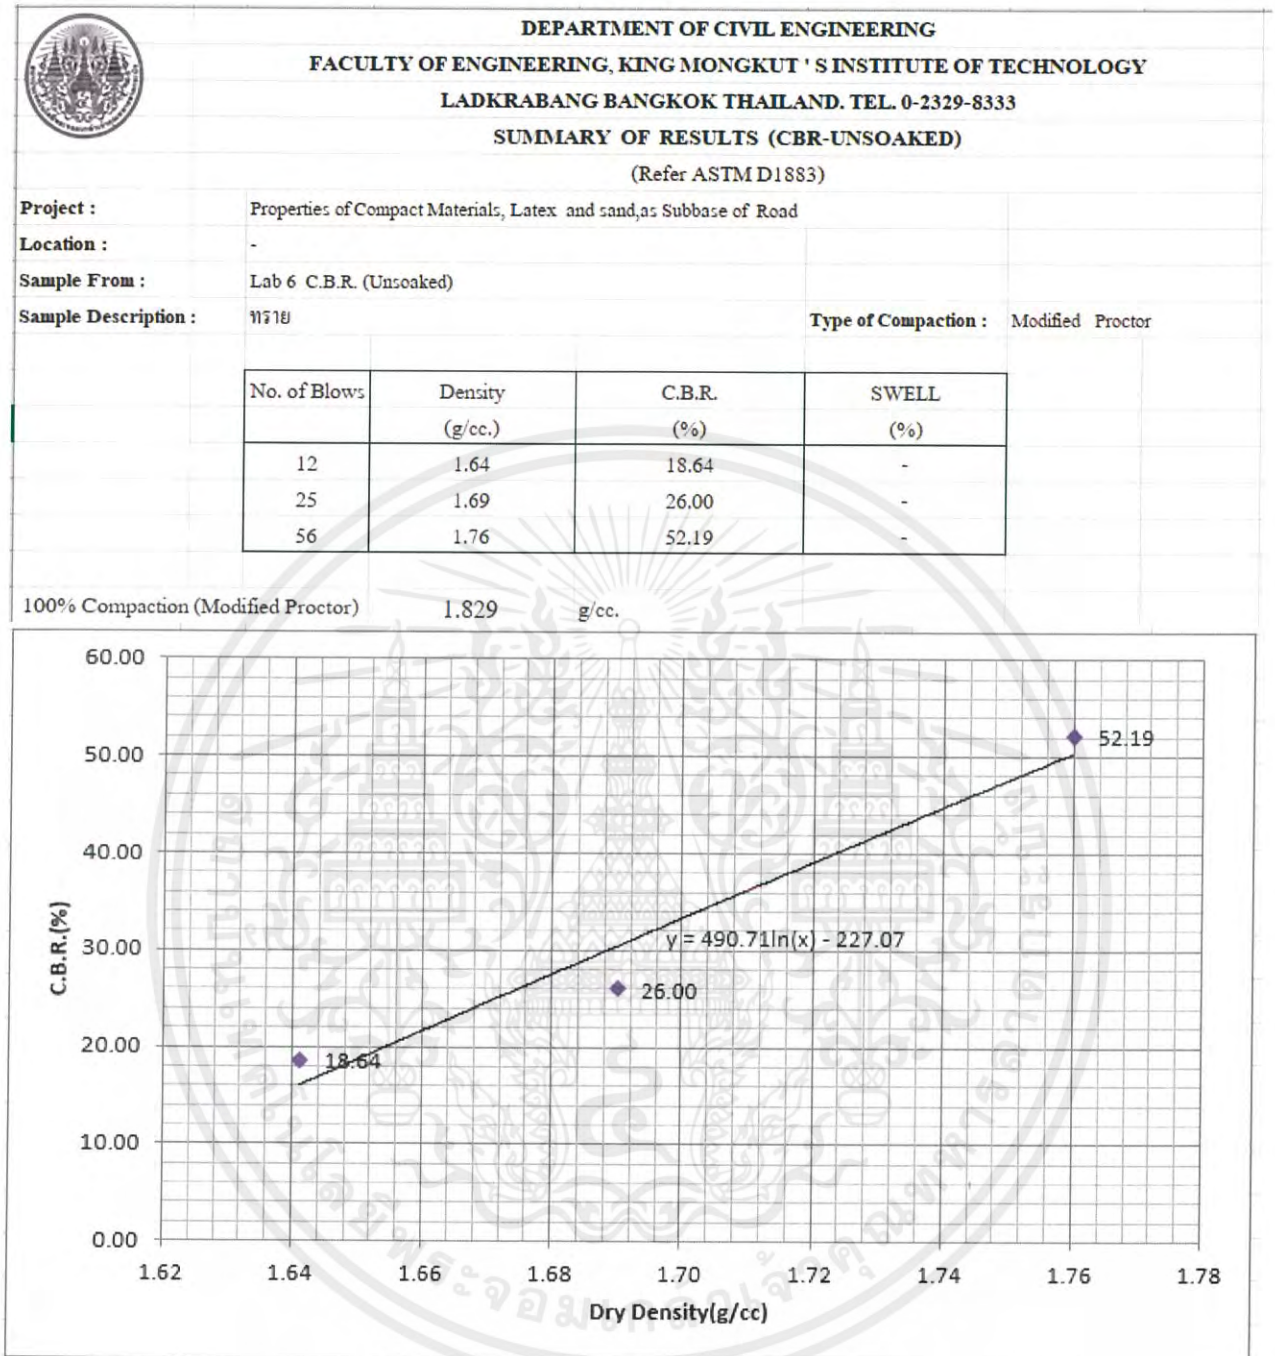 DEPARTMENT OF CIVIL ENGINEERING
FACULTY OF ENGINEERING, KING MONGKUT ' S INSTITUTE OF TECHNOLOGY
LADKRABANG BANGKOK THAILAND. TEL. 0-2329-8333
SUMMARY OF RESULTS (CBR-UNSOAKED)
(Refer ASTM D1883)
Project : Properties of Compact Materials, Latex and sand,as Subbase of Road
Location : -
Sample From : Lab 6 C.B.R. (Unsoaked)
Sample Description : ทราย Type of Compaction : Modified Proctor
No. of Blows Density C.B.R. SWELL
(g/cc.) (%) (%)
12 1.64 18.64 -
25 1.69 26.00 -
56 1.76 52.19 -
100% Compaction (Modified Proctor) 1.829 g/cc.
60.00
50.00
40.00
30.00
20.00
10.00
0.00
C.B.R.(%)
52.19
y = 490.71ln(x) - 227.07
26.00
18.64
1.62 1.64 1.66 1.68 1.70 1.72 1.74 1.76 1.78
Dry Density(g/cc)